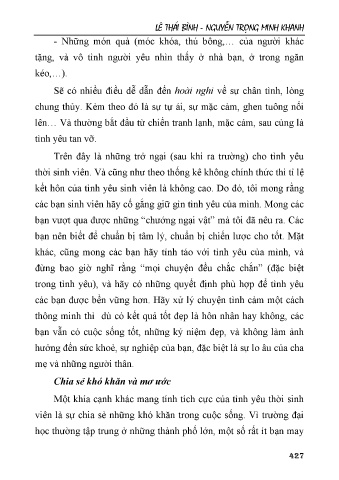 LÊ THÁI BÌNH - NGUYỄN TRỌNG MINH KHANH
- Những món quà (móc khóa, thú bông,… của người khác
tặng, và vô tình người yêu nhìn thấy ở nhà bạn, ở trong ngăn
kéo,…).
Sẽ có nhiều điều dễ dẫn đến hoài nghi về sự chân tình, lòng
chung thủy. Kèm theo đó là sự tự ái, sự mặc cảm, ghen tuông nổi
lên… Và thường bắt đầu từ chiến tranh lạnh, mặc cảm, sau cùng là
tình yêu tan vỡ.
Trên đây là những trở ngại (sau khi ra trường) cho tình yêu
thời sinh viên. Và cũng như theo thống kê không chính thức thì tỉ lệ
kết hôn của tình yêu sinh viên là không cao. Do đó, tôi mong rằng
các bạn sinh viên hãy cố gắng giữ gìn tình yêu của mình. Mong các
bạn vượt qua được những “chướng ngại vật” mà tôi đã nêu ra. Các
bạn nên biết để chuẩn bị tâm lý, chuẩn bị chiến lược cho tốt. Mặt
khác, cũng mong các bạn hãy tỉnh táo với tình yêu của mình, và
đừng bao giờ nghĩ rằng “mọi chuyện đều chắc chắn” (đặc biệt
trong tình yêu), và hãy có những quyết định phù hợp để tình yêu
các bạn được bền vững hơn. Hãy xử lý chuyện tình cảm một cách
thông minh thì dù có kết quả tốt đẹp là hôn nhân hay không, các
bạn vẫn có cuộc sống tốt, những kỷ niệm đẹp, và không làm ảnh
hưởng đến sức khoẻ, sự nghiệp của bạn, đặc biệt là sự lo âu của cha
mẹ và những người thân.
Chia sẻ khó khăn và mơ ước
Một khía cạnh khác mang tính tích cực của tình yêu thời sinh
viên là sự chia sẻ những khó khăn trong cuộc sống. Vì trường đại
học thường tập trung ở những thành phố lớn, một số rất ít bạn may
427